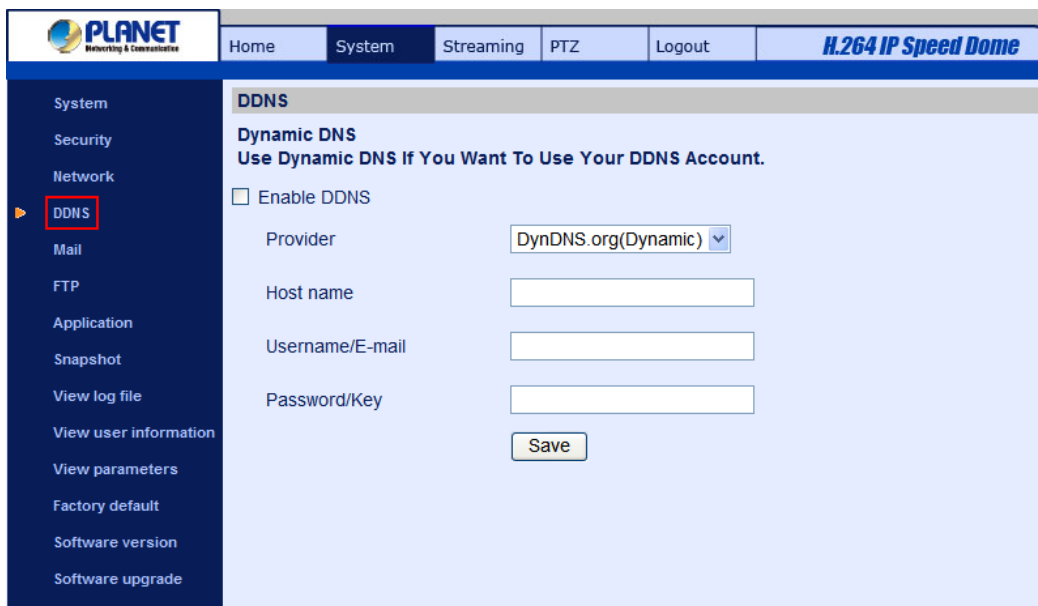 PLANET
Networking & Communication
Home
System
Streaming
PTZ
Logout
H.264 IP Speed Dome
System
Security
Network
DDNS
Mail
FTP
Application
Snapshot
View log file
View user information
View parameters
Factory default
Software version
Software upgrade
DDNS
Dynamic DNS
Use Dynamic DNS If You Want To Use Your DDNS Account.
Enable DDNS
Provider
DynDNS.org(Dynamic)
Host name
Username/E-mail
Password/Key
Save